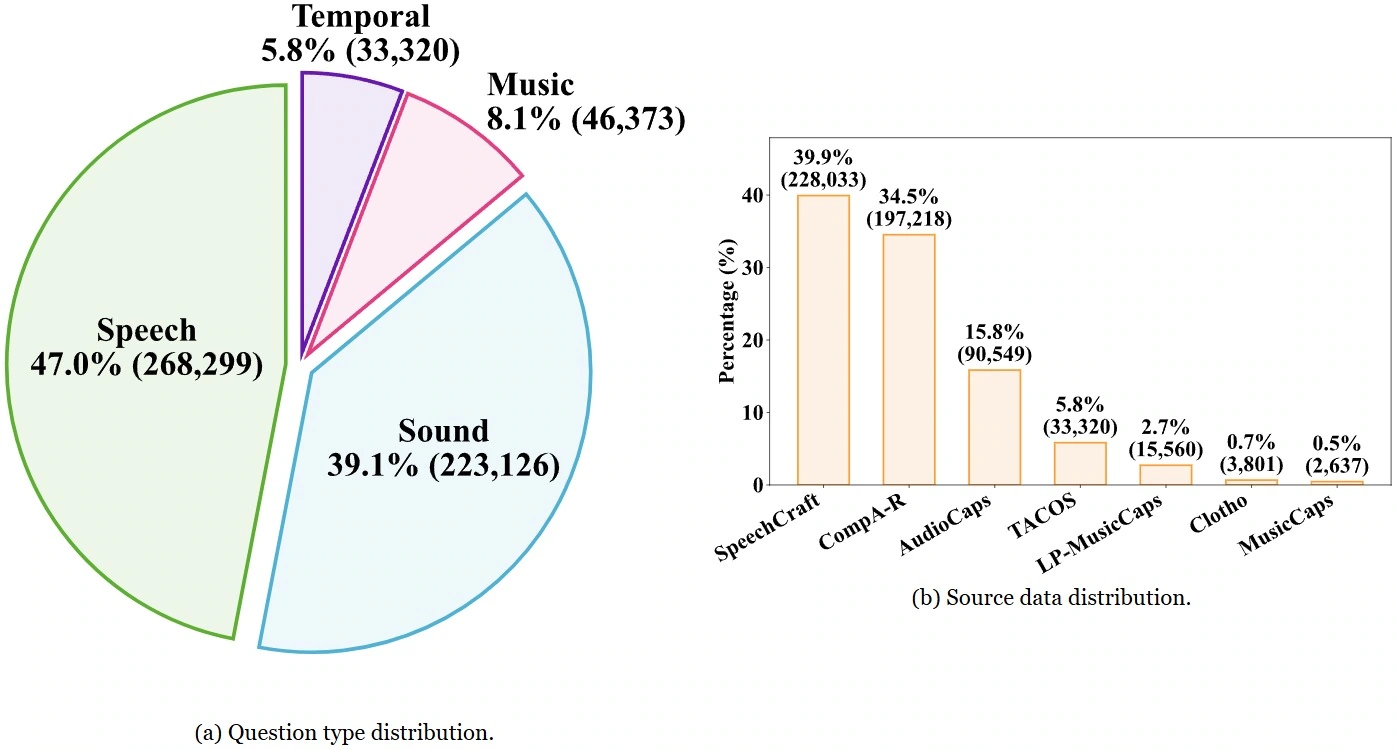 Temporal
5.8% (33,320)
Music
8.1% (46,373)
Speech
47.0% (268,299)
Sound
39.1% (223,126)
(a) Question type distribution.
Percentage (%)
40
30
20
10
0
39.9%
(228,033)
34.5%
(197,218)
15.8%
(90,549)
5.8%
(33,320)
2.7%
(15,560)
0.7%
(3,801)
0.5%
(2,637)
SpeechCraft
CompA-R
AudioCaps
TACOS
LP-MusicCaps
Clotho
MusicCaps
(b) Source data distribution.